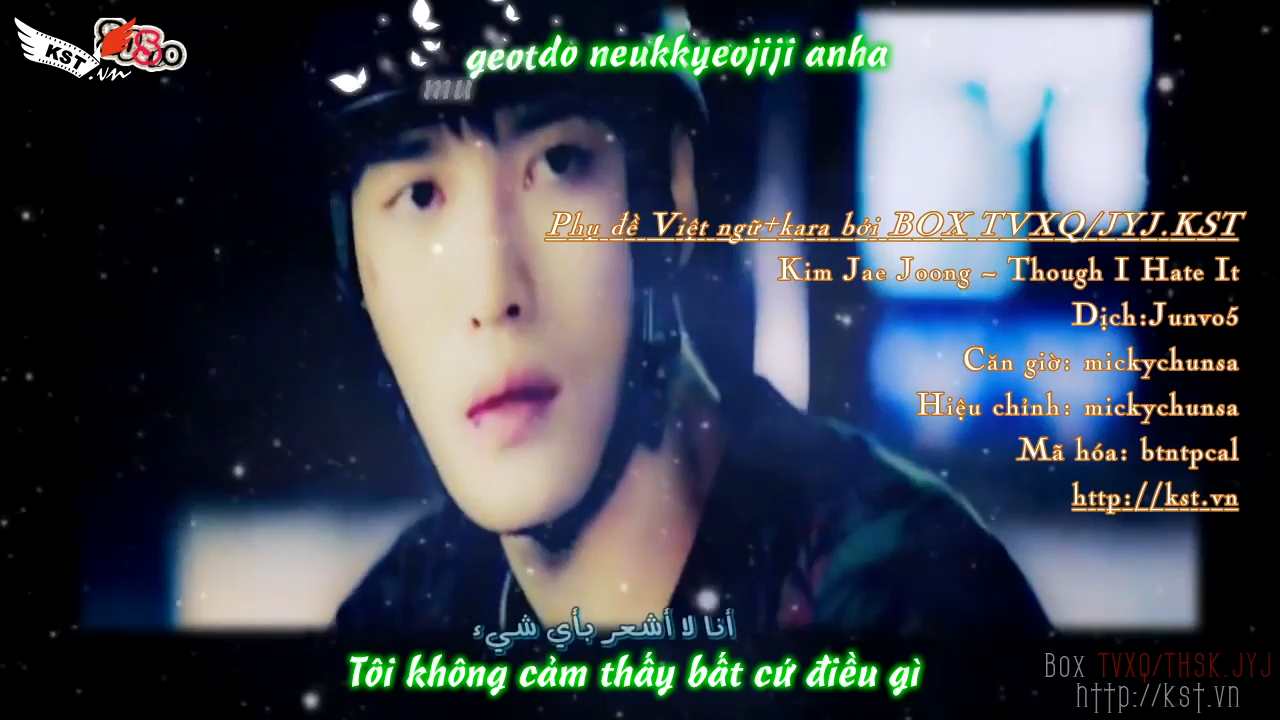 KST.vn
geotdo neukkyeojiji anha
mu
Phụ đề Việt ngữ+kara bởi BOX TVXQ/JYJ.KST
Kim Jae Joong – Though I Hate It
Dịch:Junvo5
Căn giờ: mickychunsa
Hiệu chỉnh: mickychunsa
Mã hóa: btntpcal
http://kst.vn
أنا لا أشعر بأي شيء
Tôi không cảm thấy bất cứ điều gì
Box TVXQ/THSK.JYJ
http://kst.vn